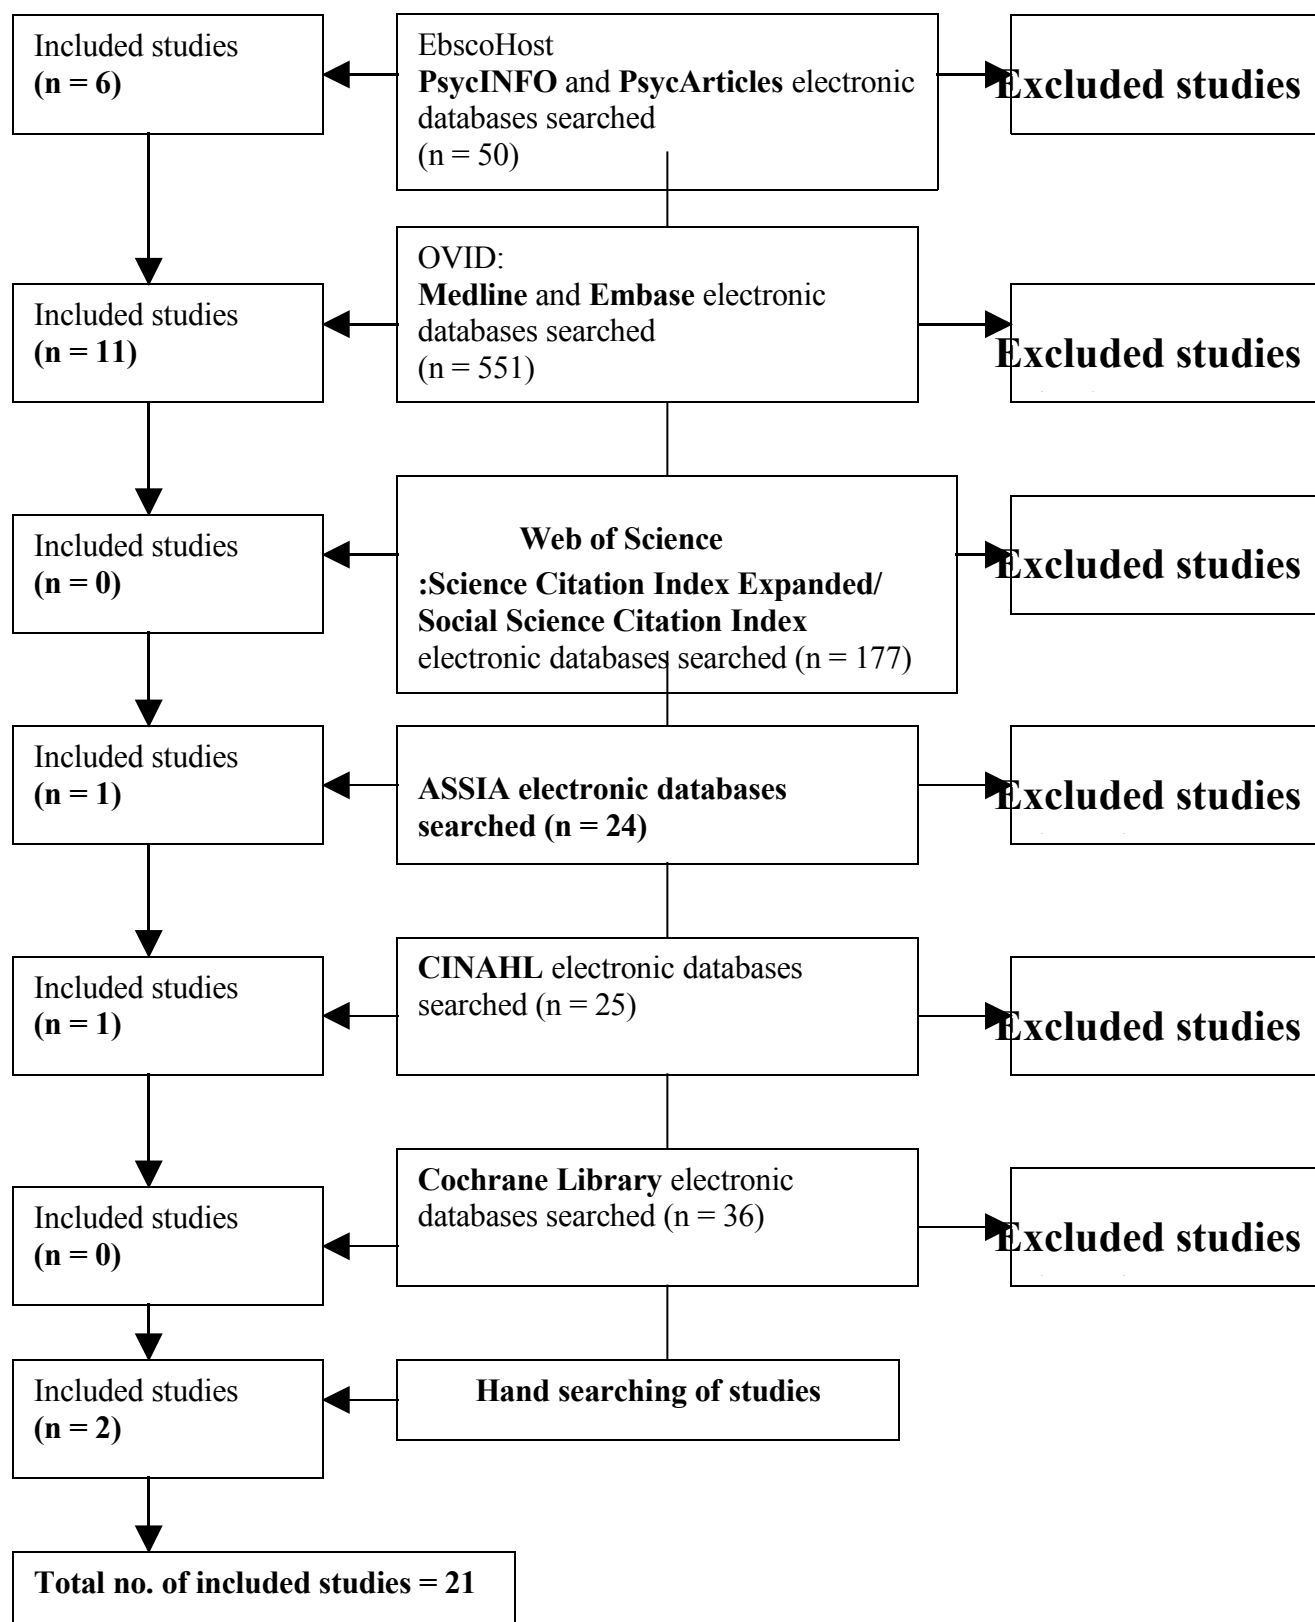 Included studies
(n = 6)
EbscoHost
PsycINFO and PsycArticles electronic
databases searched
(n = 50)
Excluded studies
Included studies
(n = 11)
OVID:
Medline and Embase electronic
databases searched
(n = 551)
Excluded studies
Included studies
(n = 0)
Web of Science
:Science Citation Index Expanded/
Social Science Citation Index
electronic databases searched (n = 177)
Excluded studies
Included studies
(n = 1)
ASSIA electronic databases
searched (n = 24)
Excluded studies
Included studies
(n = 1)
CINAHL electronic databases
searched (n = 25)
Excluded studies
Included studies
(n = 0)
Cochrane Library electronic
databases searched (n = 36)
Excluded studies
Included studies
(n = 2)
Hand searching of studies
Total no. of included studies = 21